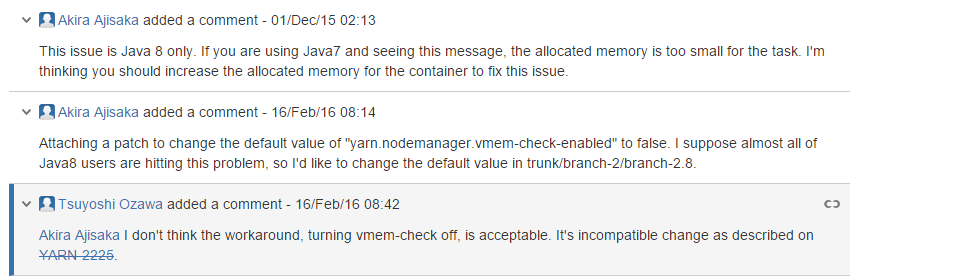 Akira Ajisaka added a comment - 01/Dec/15 02:13
This issue is Java 8 only. If you are using Java7 and seeing this message, the allocated memory is too small for the task. I'm
thinking you should increase the allocated memory for the container to fix this issue.
Akira Ajisaka added a comment - 16/Feb/16 08:14
Attaching a patch to change the default value of "yarn.nodemanager.vmem-check-enabled" to false. I suppose almost all of
Java8 users are hitting this problem, so I'd like to change the default value in trunk/branch-2/branch-2.8.
Tsuyoshi Ozawa added a comment - 16/Feb/16 08:42
Akira Ajisaka I don't think the workaround, turning vmem-check off, is acceptable. It's incompatible change as described on
YARN-2225.